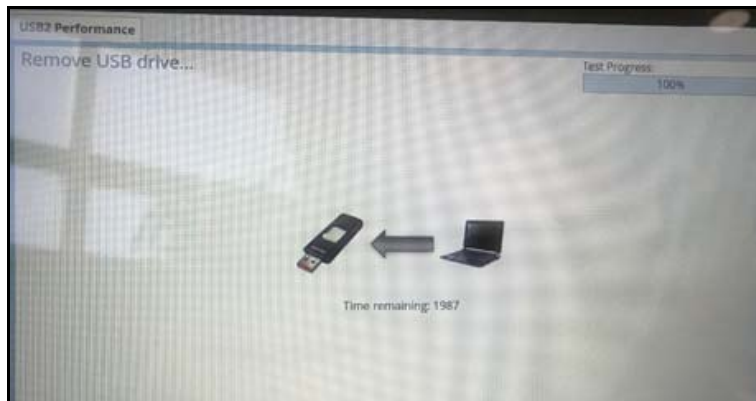 USB2 Performance
Remove USB drive...
Test Progress:
100%
Time remaining: 1987